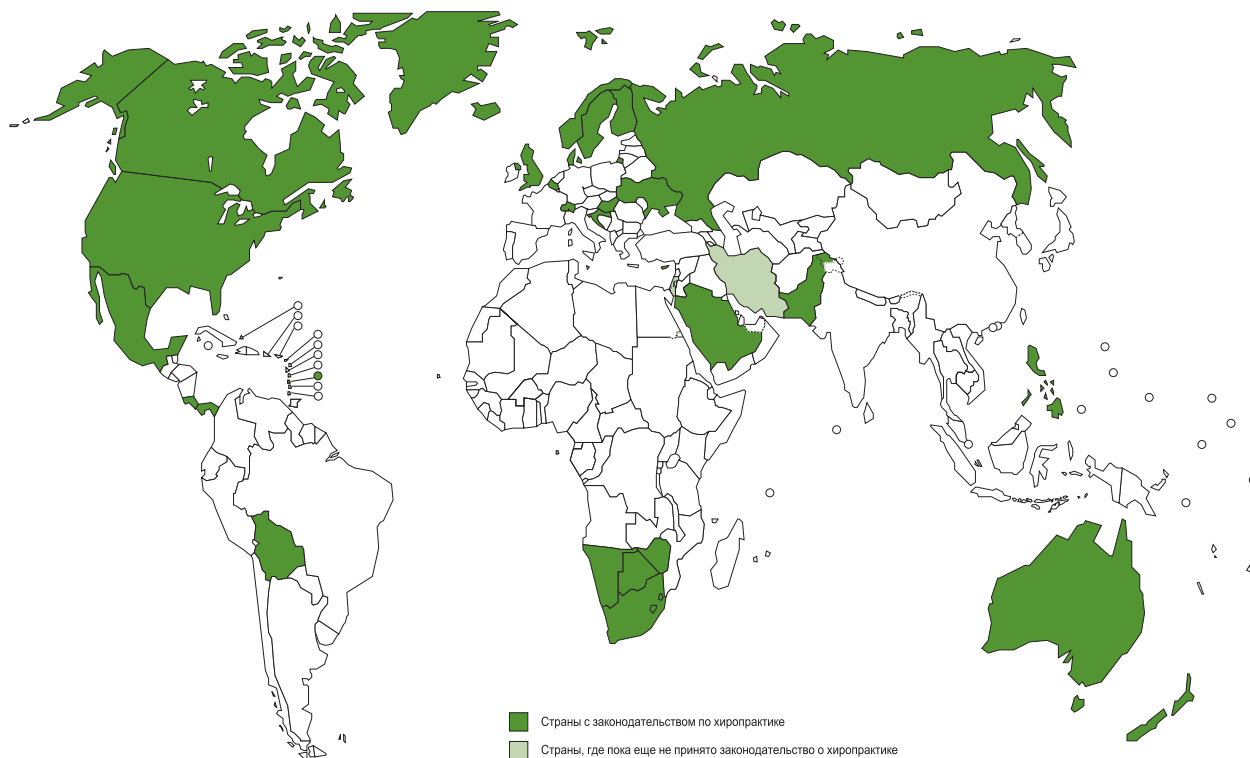 Страны с законодательством по хиропрактике
Страны, где пока еще не принято законодательство о хиропрактике